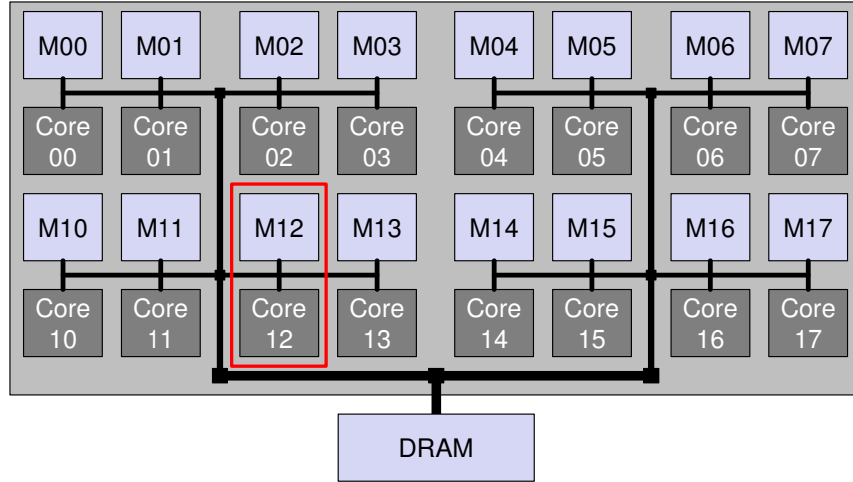 M00 M01 M02 M03 M04 M05 M06 M07
Core Core Core Core Core Core Core Core
00 01 02 03 04 05 06 07
M10 M11 M12 M13 M14 M15 M16 M17
Core Core Core Core Core Core Core Core
10 11 12 13 14 15 16 17
DRAM